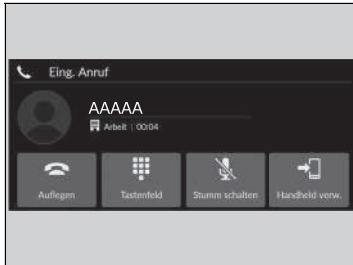 Eing. Anruf
AAAAA
Arbeit | 00:04
Auflegen
Tastenfeld
Stumm schalten
Handheld verw.